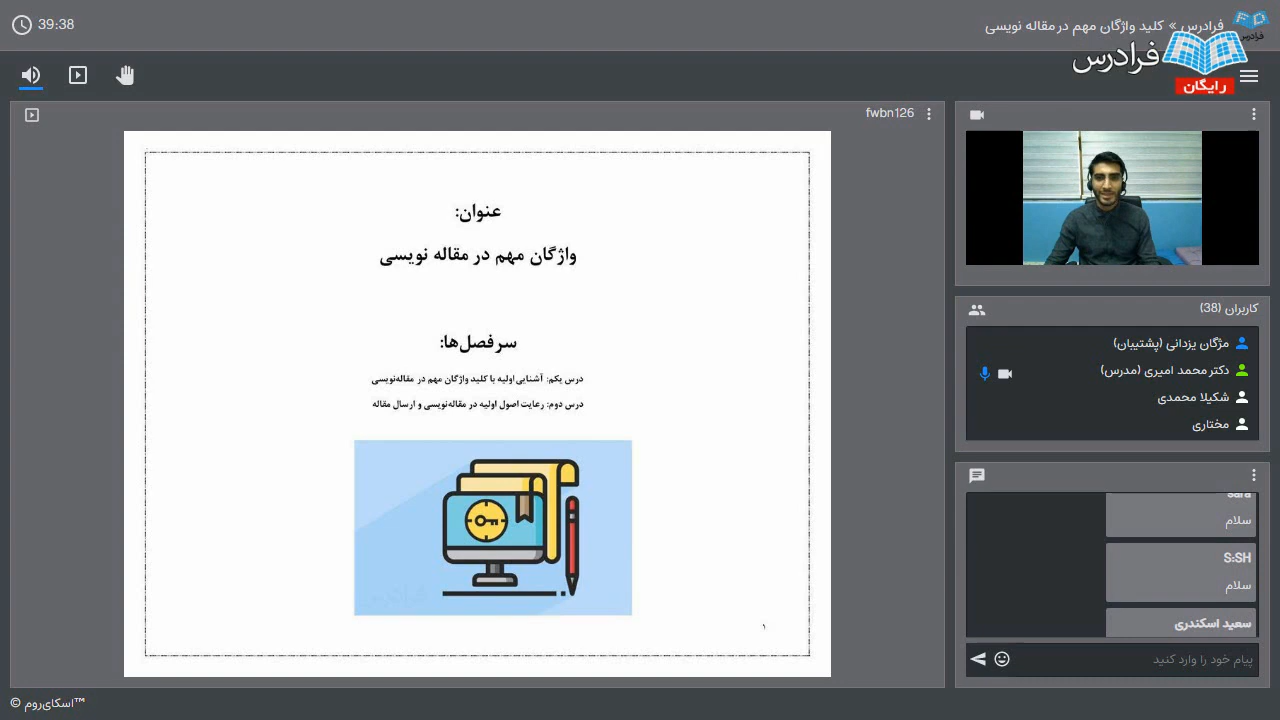 39:38
فرادرس » کلید واژگان مهم در مقاله نویسی
فرادرس
فرادرس
رایگان
fwbn126
عنوان:
واژگان مهم در مقاله نویسی
سرفصل‌ها:
درس یکم: آشنایی اولیه با کلید واژگان مهم در مقاله‌نویسی
درس دوم: رعایت اصول اولیه در مقاله‌نویسی و ارسال مقاله
فرادرس
۱
کاربران (38)
مژگان یزدانی (پشتیبان)
دکتر محمد امیری (مدرس)
شکیلا محمدی
مختاری
sara
سلام
S:SH
سلام
سعید اسکندری
پیام خود را وارد کنید
© اسکای‌روم™